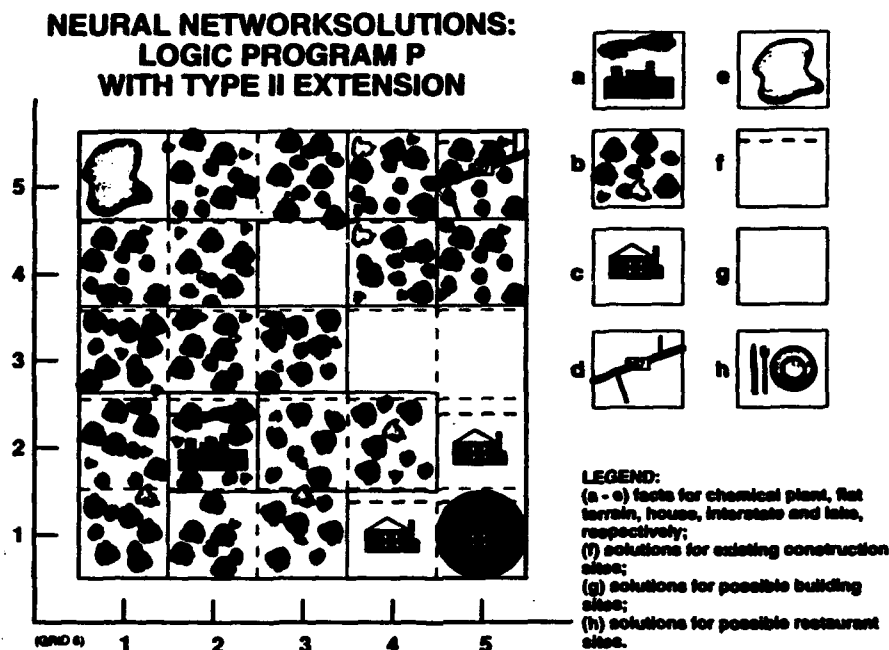 NEURAL NETWORKSOLUTIONS:
LOGIC PROGRAM P
WITH TYPE II EXTENSION
a
e
b
f
c
g
d
h
5
4
3
2
1
(GRID 6)
1
2
3
4
5
LEGEND:
(a - e) facts for chemical plant, flat
terrain, house, interstate and lake,
respectively;
(f) solutions for existing construction
sites;
(g) solutions for possible building
sites;
(h) solutions for possible restaurant
sites.